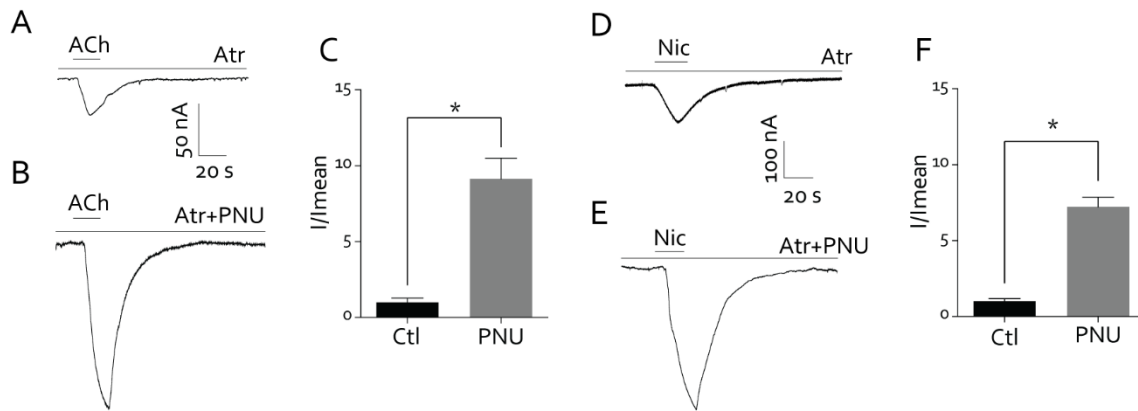 A
ACh
Atr
50 nA
20 s
B
ACh
Atr+PNU
C
15
*
10
I/Imean
5
0
Ctl
PNU
D
Nic
Atr
100 nA
20 s
E
Nic
Atr+PNU
F
15
*
10
I/Imean
5
0
Ctl
PNU